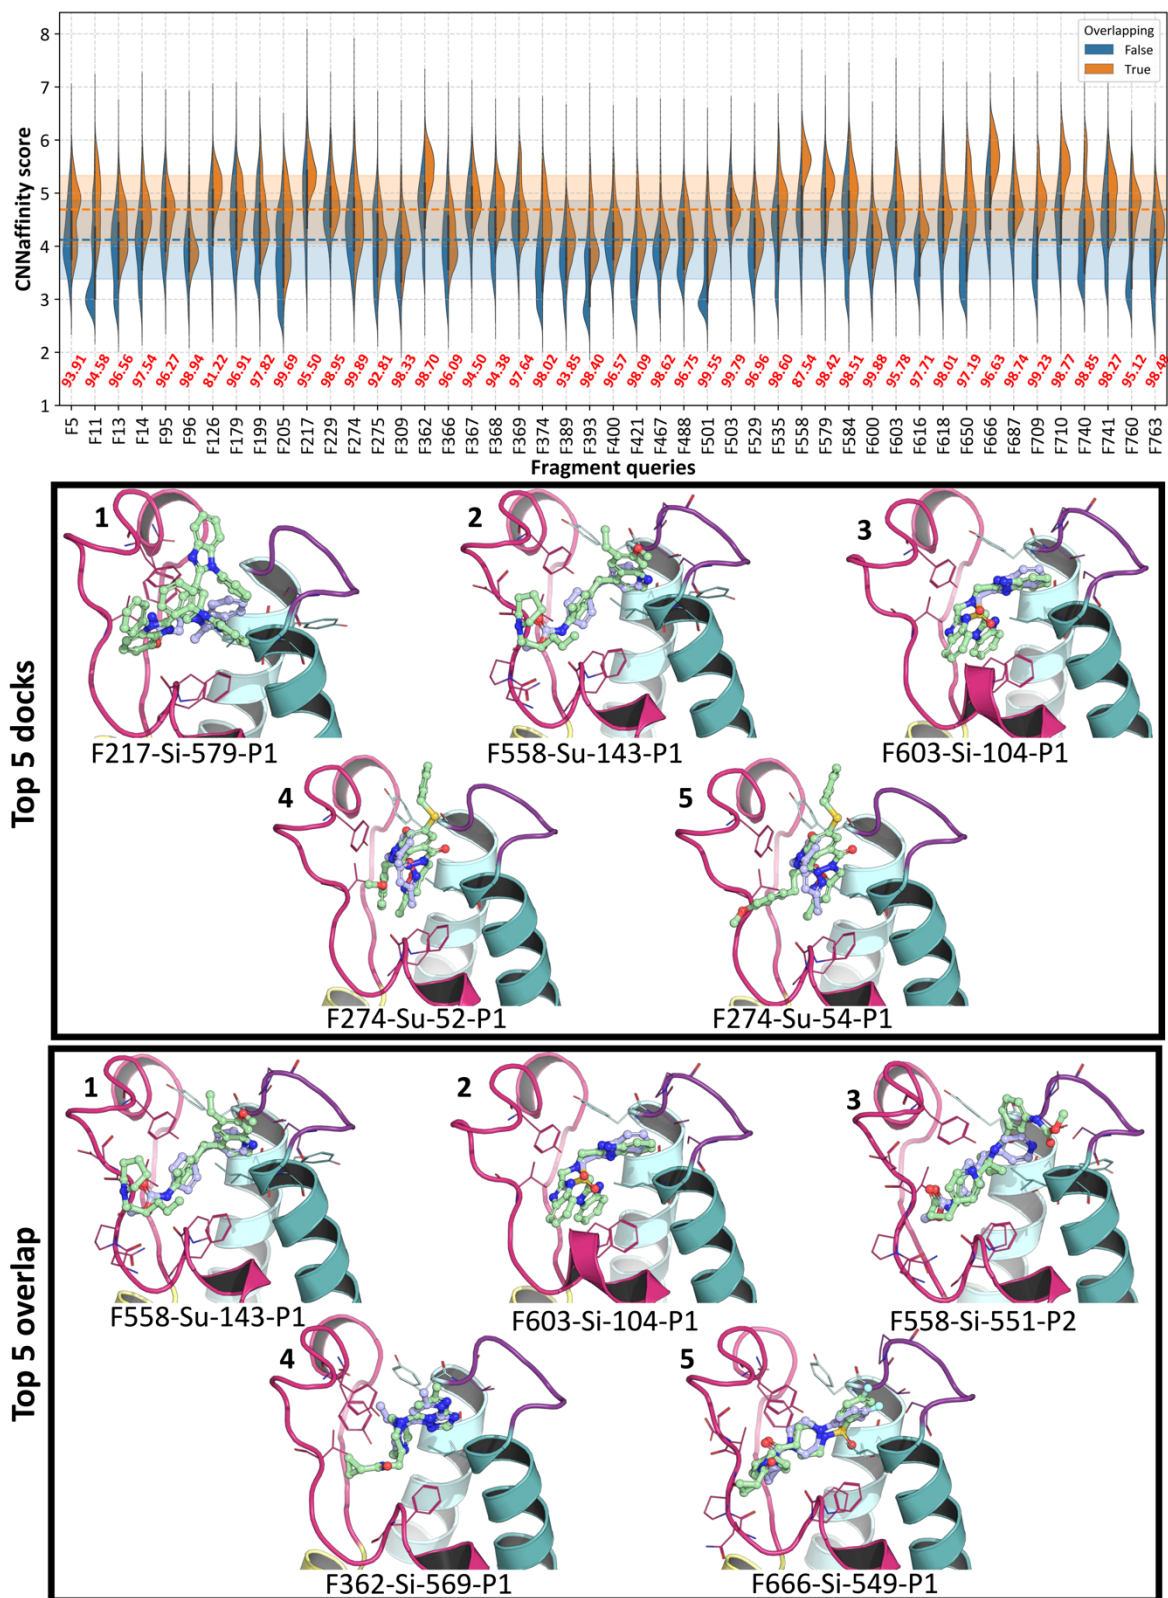 CNNaffinity score
8
7
6
5
4
3
2
1
Overlapping
False
True
93.91 94.58 96.56 97.54 96.27 98.94 81.22 96.91 97.82 99.69 95.50 98.95 99.89 92.81 98.33 98.70 96.09 94.50 94.38 97.64 98.02 93.85 98.40 96.57 98.09 98.62 96.75 99.55 99.79 96.96 98.60 87.54 98.42 98.51 99.88 95.78 97.71 98.01 97.19 96.63 98.74 99.23 98.77 98.85 98.27 95.12 98.48
F5 F11 F13 F14 F95 F96 F126 F179 F199 F205 F217 F229 F274 F275 F309 F362 F366 F367 F368 F369 F374 F389 F393 F400 F421 F467 F488 F501 F503 F529 F535 F558 F579 F584 F600 F603 F616 F618 F650 F666 F687 F709 F710 F740 F741 F760 F763
Fragment queries
Top 5 docks
1
F217-Si-579-P1
2
F558-Su-143-P1
3
F603-Si-104-P1
4
F274-Su-52-P1
5
F274-Su-54-P1
Top 5 overlap
1
F558-Su-143-P1
2
F603-Si-104-P1
3
F558-Si-551-P2
4
F362-Si-569-P1
5
F666-Si-549-P1